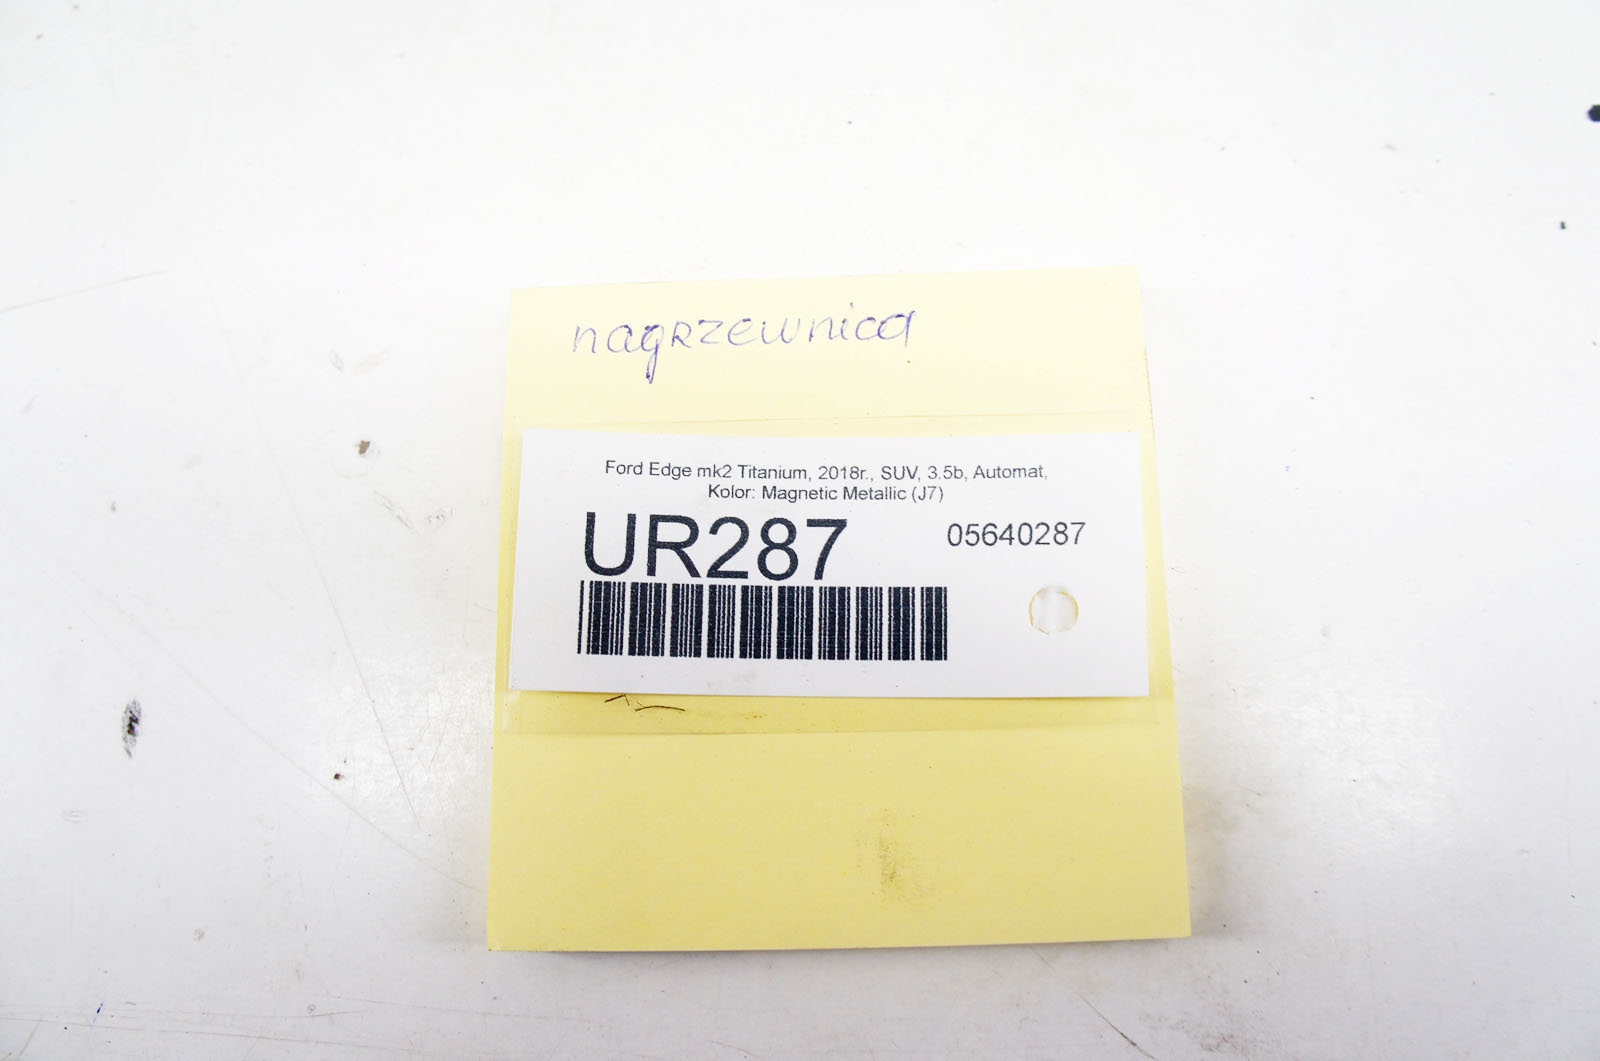 nagrzewnica
Ford Edge mk2 Titanium, 2018r., SUV, 3.5b, Automat,
Kolor: Magnetic Metallic (J7)
UR287
05640287